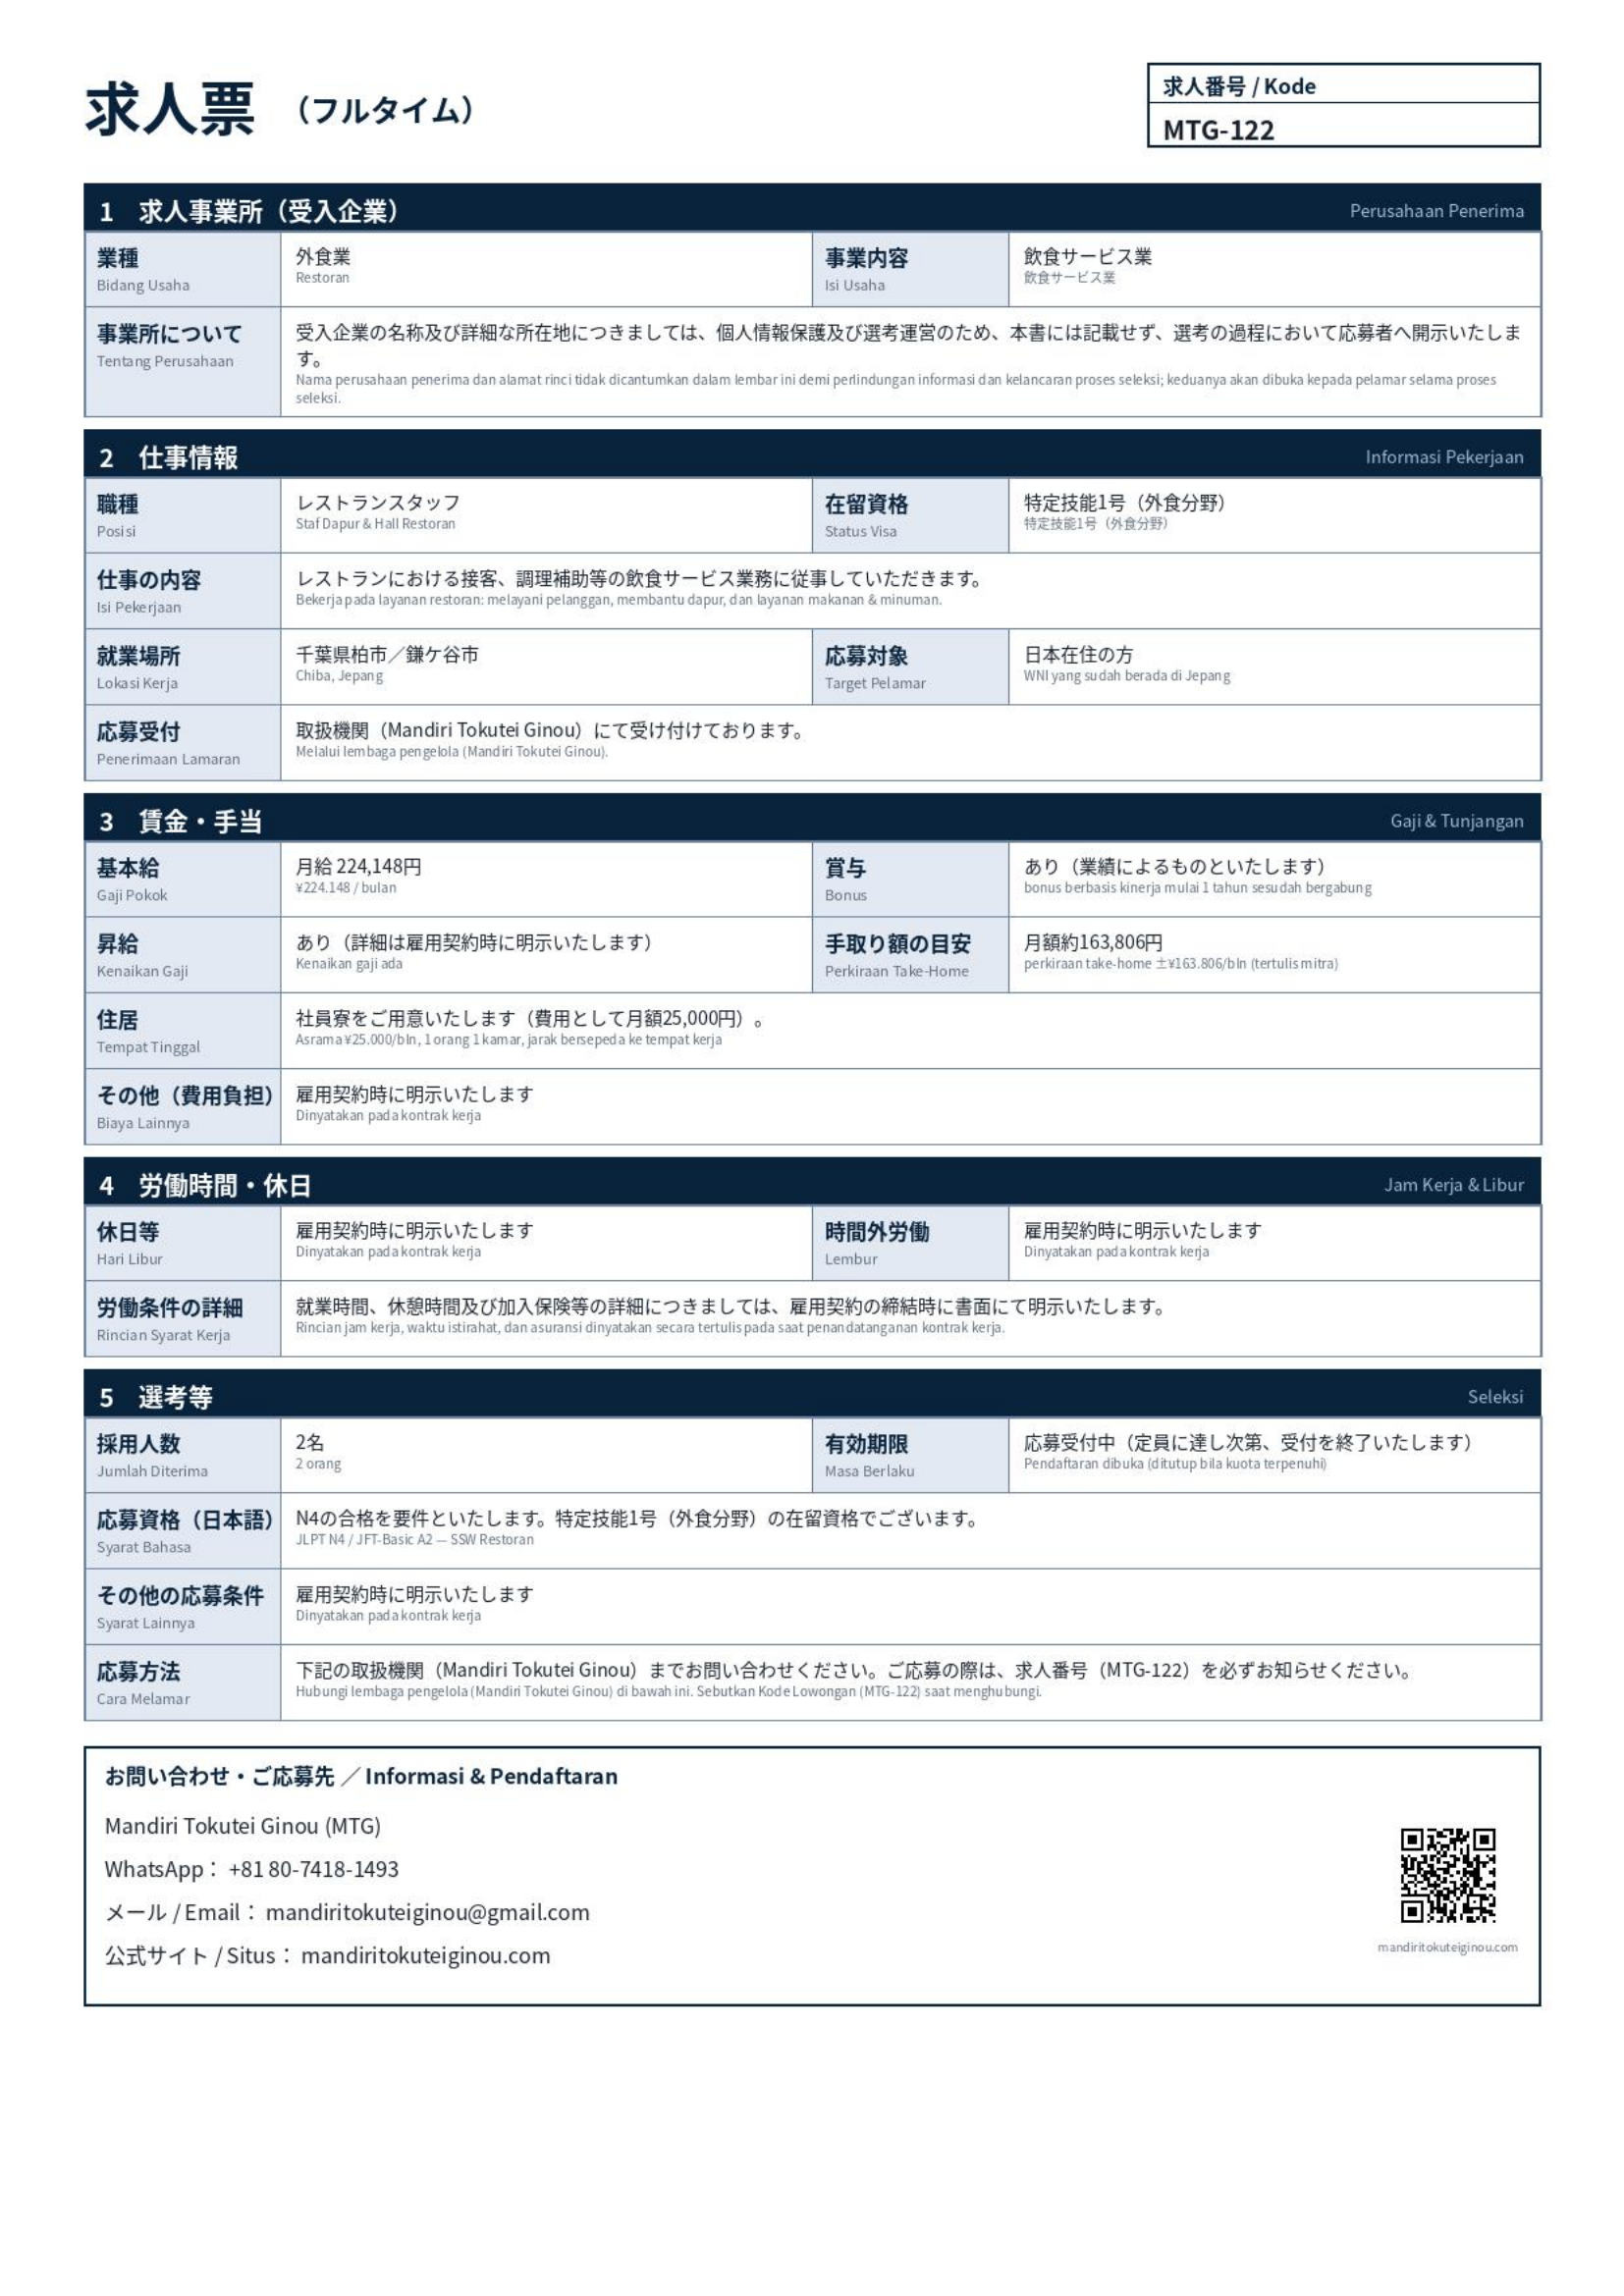 求人票 （フルタイム）
求人番号 / Kode
MTG-122
1 求人事業所（受入企業） Perusahaan Penerima
業種 外食業 事業内容 飲食サービス業
Bidang Usaha Restoran Isi Usaha 飲食サービス業
事業所について 受入企業の名称及び詳細な所在地につきましては、個人情報保護及び選考運営のため、本書には記載せず、選考の過程において応募者へ開示いたしま
す。
Tentang Perusahaan
Nama perusahaan penerima dan alamat rinci tidak dicantumkan dalam lembar ini demi perlindungan informasi dan kelancaran proses seleksi; keduanya akan dibuka kepada pelamar selama proses
seleksi.
2 仕事情報 Informasi Pekerjaan
職種 レストランスタッフ 在留資格 特定技能1号（外食分野）
Posisi Staf Dapur & Hall Restoran Status Visa 特定技能1号（外食分野）
仕事の内容 レストランにおける接客、調理補助等の飲食サービス業務に従事していただきます。
Isi Pekerjaan Bekerja pada layanan restoran: melayani pelanggan, membantu dapur, dan layanan makanan & minuman.
就業場所 千葉県柏市／鎌ケ谷市 応募対象 日本在住の方
Lokasi Kerja Chiba, Jepang Target Pelamar WNI yang sudah berada di Jepang
応募受付 取扱機関（Mandiri Tokutei Ginou）にて受け付けております。
Penerimaan Lamaran Melalui lembaga pengelola (Mandiri Tokutei Ginou).
3 賃金・手当 Gaji & Tunjangan
基本給 月給 224,148円 賞与 あり（業績によるものといたします）
Gaji Pokok ¥224.148 / bulan Bonus bonus berbasis kinerja mulai 1 tahun sesudah bergabung
昇給 あり（詳細は雇用契約時に明示いたします） 手取り額の目安 月額約163,806円
Kenaikan Gaji Kenaikan gaji ada Perkiraan Take-Home perkiraan take-home ±¥163.806/bln (tertulis mitra)
住居 社員寮をご用意いたします（費用として月額25,000円）。
Tempat Tinggal Asrama ¥25.000/bln, 1 orang 1 kamar, jarak bersepeda ke tempat kerja
その他（費用負担） 雇用契約時に明示いたします
Biaya Lainnya Dinyatakan pada kontrak kerja
4 労働時間・休日 Jam Kerja & Libur
休日等 雇用契約時に明示いたします 時間外労働 雇用契約時に明示いたします
Hari Libur Dinyatakan pada kontrak kerja Lembur Dinyatakan pada kontrak kerja
労働条件の詳細 就業時間、休憩時間及び加入保険等の詳細につきましては、雇用契約の締結時に書面にて明示いたします。
Rincian Syarat Kerja Rincian jam kerja, waktu istirahat, dan asuransi dinyatakan secara tertulis pada saat penandatanganan kontrak kerja.
5 選考等 Seleksi
採用人数 2名 有効期限 応募受付中（定員に達し次第、受付を終了いたします）
Jumlah Diterima 2 orang Masa Berlaku Pendaftaran dibuka (ditutup bila kuota terpenuhi)
応募資格（日本語） N4の合格を要件といたします。特定技能1号（外食分野）の在留資格でございます。
Syarat Bahasa JLPT N4 / JFT-Basic A2 — SSW Restoran
その他の応募条件 雇用契約時に明示いたします
Syarat Lainnya Dinyatakan pada kontrak kerja
応募方法 下記の取扱機関（Mandiri Tokutei Ginou）までお問い合わせください。ご応募の際は、求人番号（MTG-122）を必ずお知らせください。
Cara Melamar Hubungi lembaga pengelola (Mandiri Tokutei Ginou) di bawah ini. Sebutkan Kode Lowongan (MTG-122) saat menghubungi.
お問い合わせ・ご応募先 ／ Informasi & Pendaftaran
Mandiri Tokutei Ginou (MTG)
WhatsApp： +81 80-7418-1493
メール / Email： mandiritokuteiginou@gmail.com
公式サイト / Situs： mandiritokuteiginou.com
mandiritokuteiginou.com